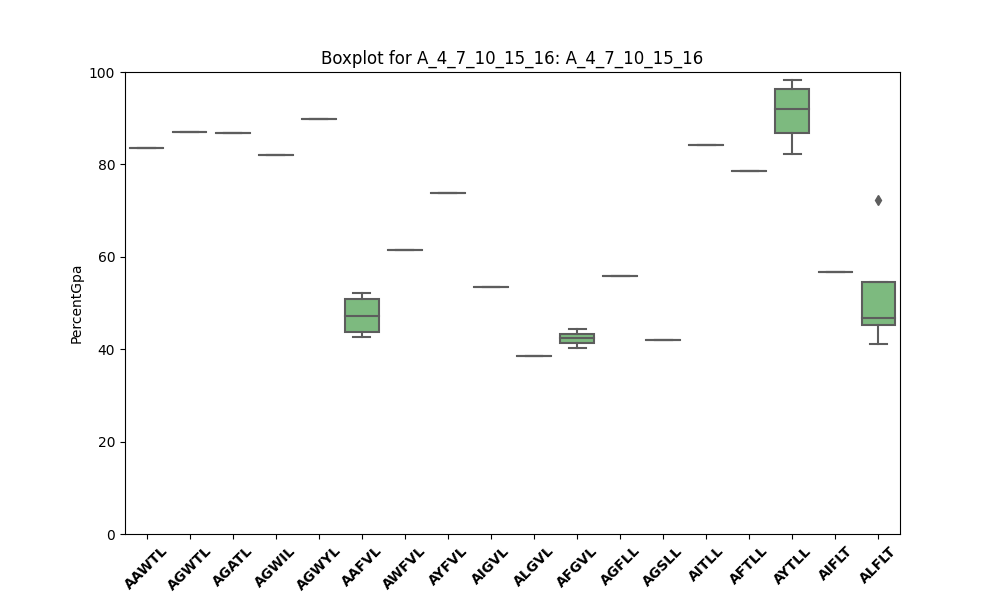 Boxplot for A_4_7_10_15_16: A_4_7_10_15_16
100
80
60
40
20
0
PercentGpa
AAWTL
AGWTL
AGATL
AGWIL
AGWYL
AAFVL
AWFVL
AYFVL
AIGVL
ALGVL
AFGVL
AGFLL
AGSLL
AITLL
AFTLL
AYTLL
AIFLT
ALFLT